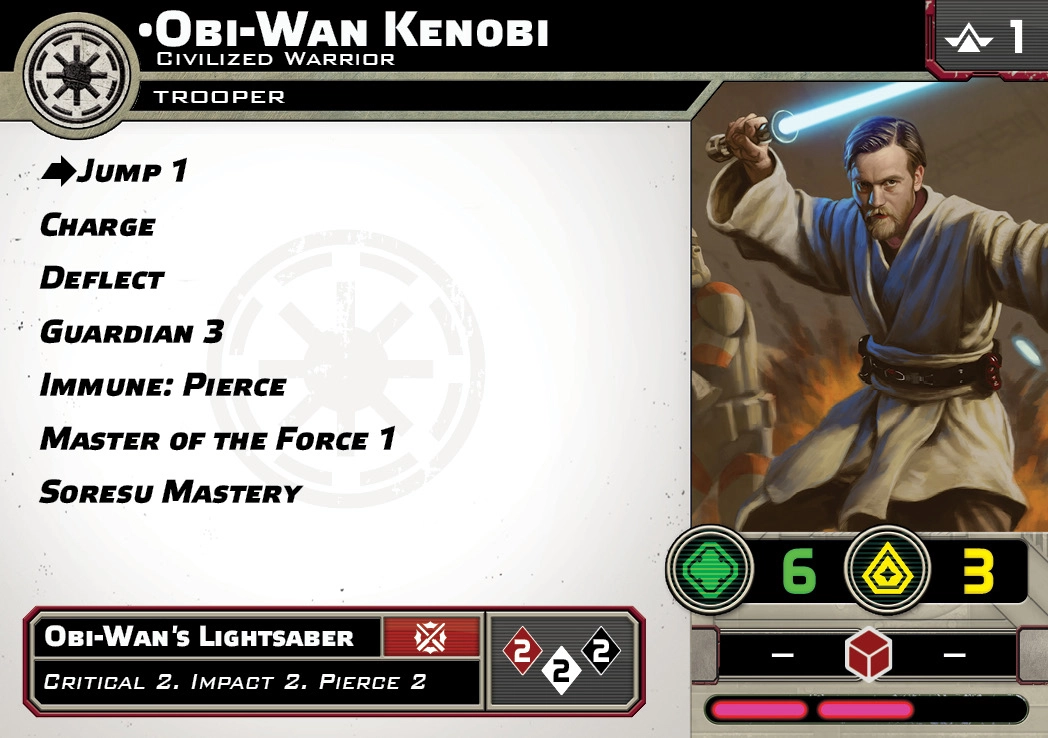 •Obi-Wan Kenobi
1
Civilized Warrior
Trooper
Jump 1
Charge
Deflect
Guardian 3
Immune: Pierce
Master of the Force 1
Soresu Mastery
6 3
Obi-Wan's Lightsaber
2 2 2
Critical 2. Impact 2. Pierce 2
– –